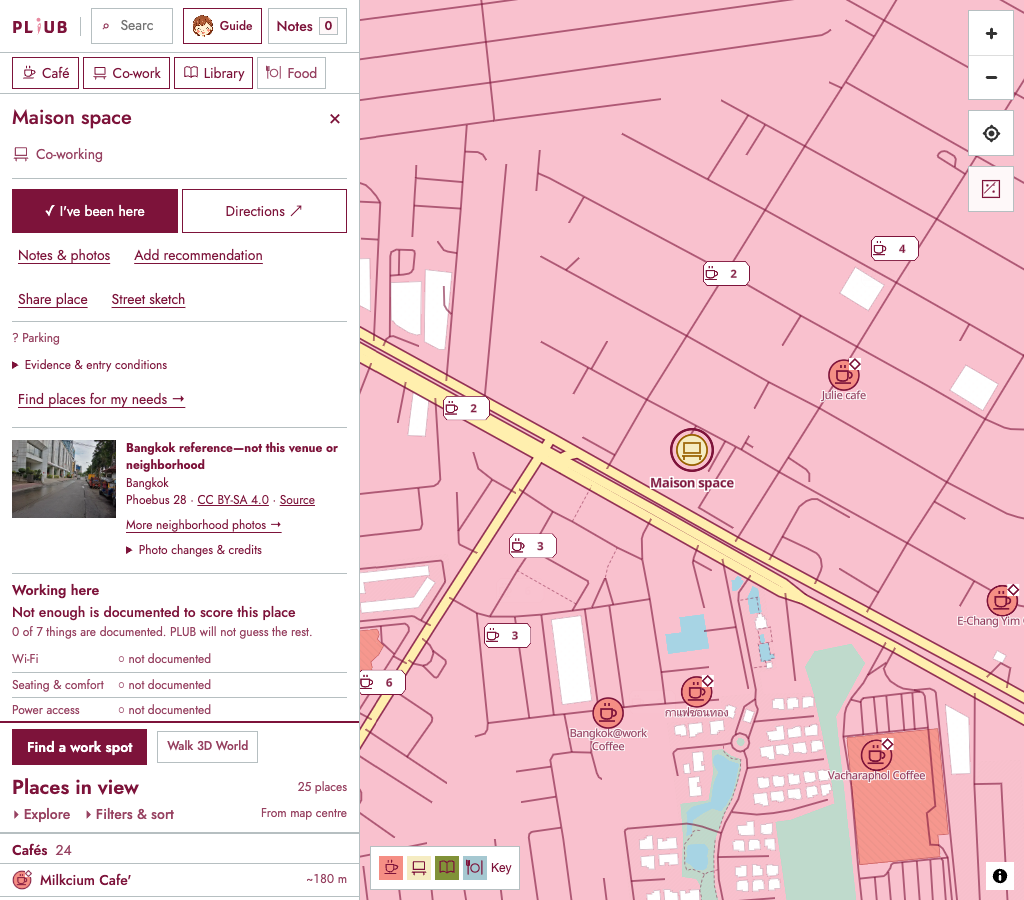 PLUB
Searc
Guide
Notes 0
Café
Co-work
Library
Food
Maison space
Co-working
✓ I've been here
Directions ↗
Notes & photos
Add recommendation
Share place
Street sketch
? Parking
Evidence & entry conditions
Find places for my needs →
Bangkok reference—not this venue or
neighborhood
Bangkok
Phoebus 28 · CC BY-SA 4.0 · Source
More neighborhood photos →
Photo changes & credits
Working here
Not enough is documented to score this place
0 of 7 things are documented. PLUB will not guess the rest.
Wi-Fi ○ not documented
Seating & comfort ○ not documented
Power access ○ not documented
Find a work spot
Walk 3D World
Places in view
25 places
Explore
Filters & sort
From map centre
Cafés 24
Milkcium Cafe'
~180 m
4
2
Julie cafe
2
Maison space
3
E-Chang Yim
3
6
กาแฟซอนทอง
Bangkok@work
Coffee
Vacharaphol Coffee
Key